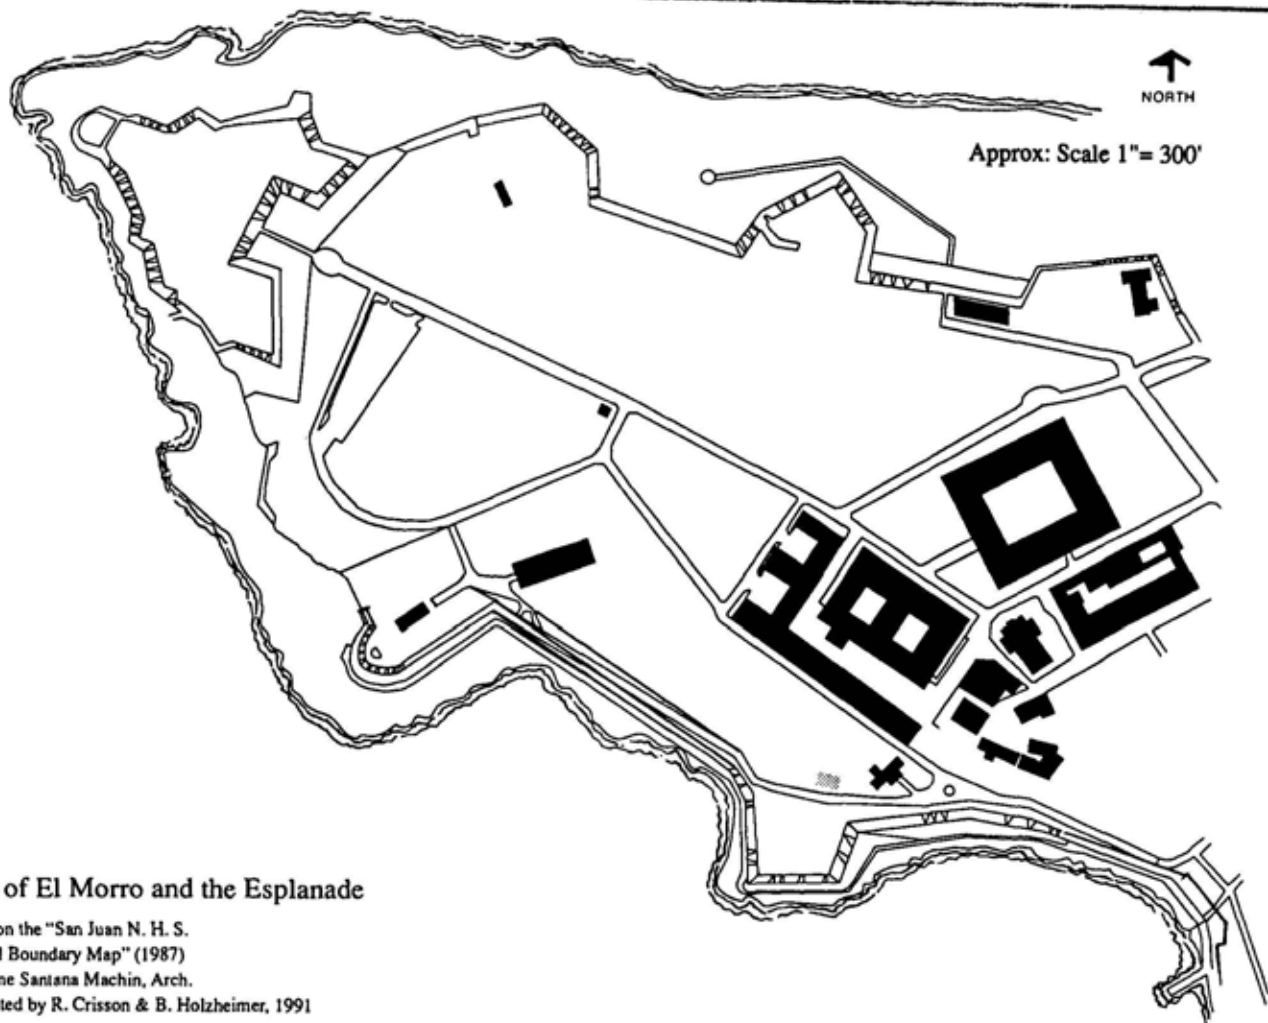 NORTH
Approx: Scale 1"= 300'
of El Morro and the Esplanade
on the "San Juan N. H. S.
Boundary Map" (1987)
ne Santana Machin, Arch.
ted by R. Crisson & B. Holzheimer, 1991